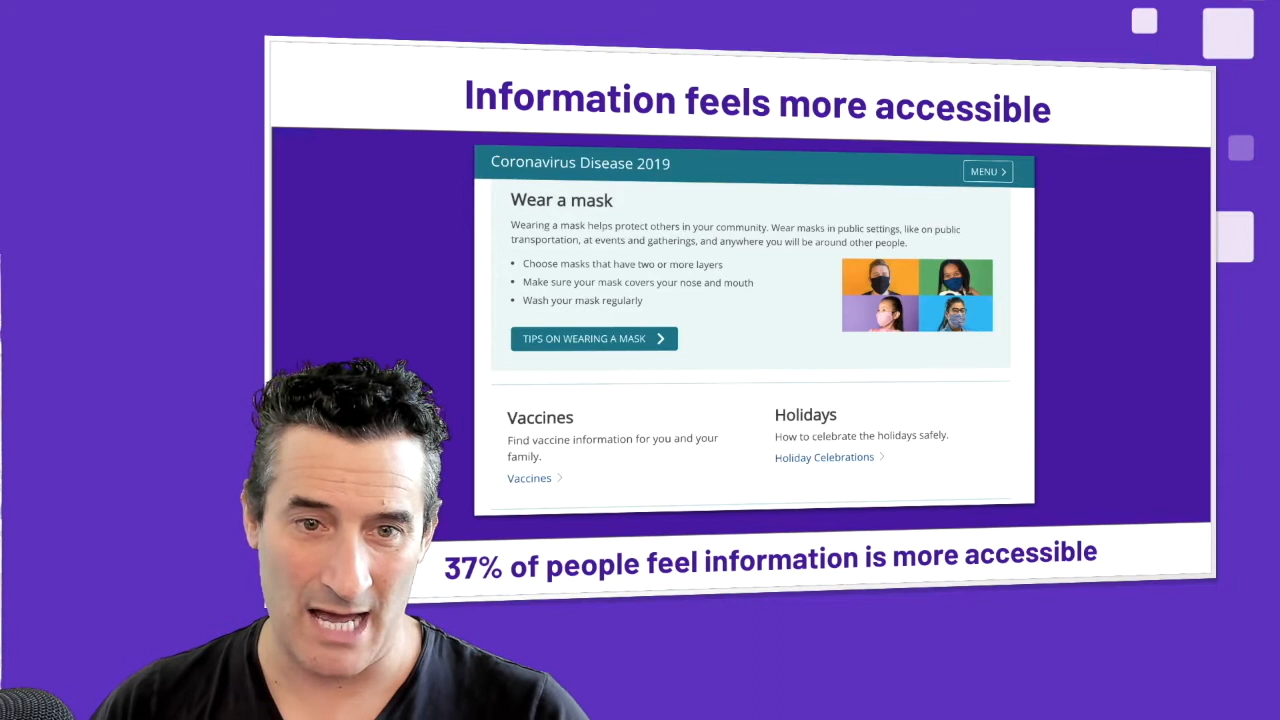 Information feels more accessible
Coronavirus Disease 2019
MENU
Wear a mask
Wearing a mask helps protect others in your community. Wear masks in public settings, like on public
transportation, at events and gatherings, and anywhere you will be around other people.
• Choose masks that have two or more layers
• Make sure your mask covers your nose and mouth
• Wash your mask regularly
TIPS ON WEARING A MASK
Vaccines
Find vaccine information for you and your
family.
Vaccines
Holidays
How to celebrate the holidays safely.
Holiday Celebrations
37% of people feel information is more accessible